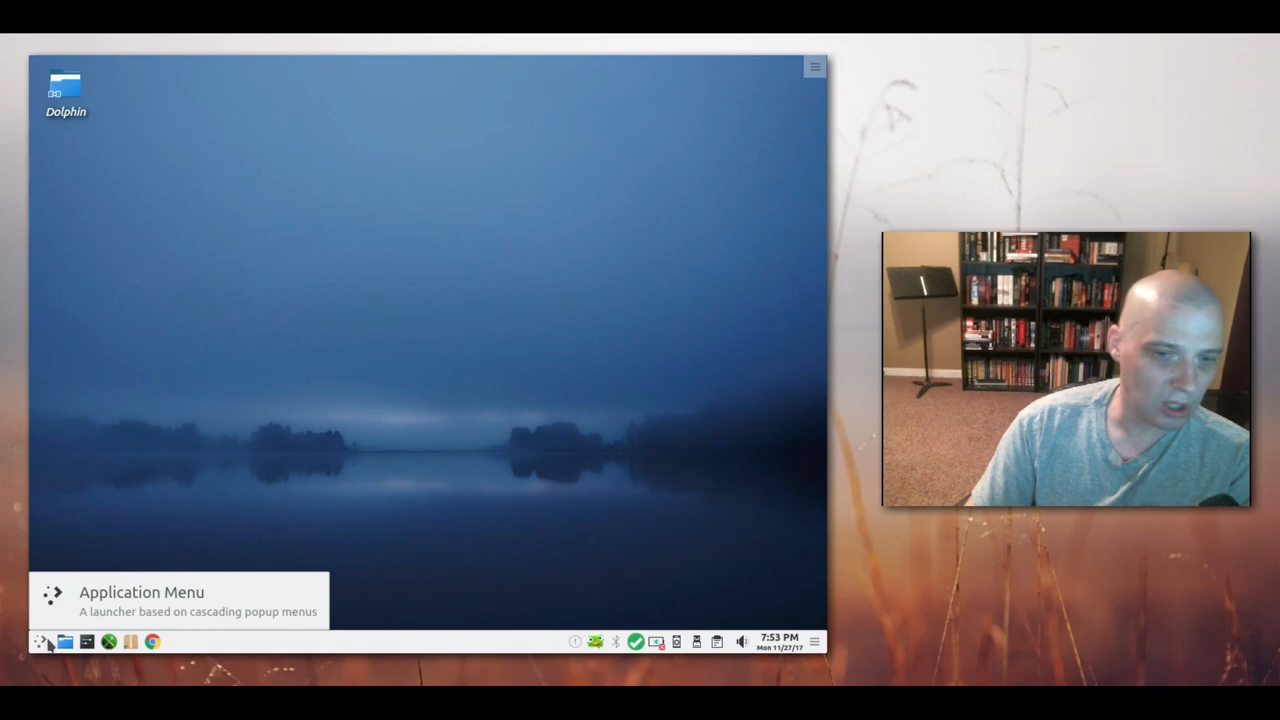 Dolphin
Application Menu
A launcher based on cascading popup menus
7:53 PM
Mon 11/27/17